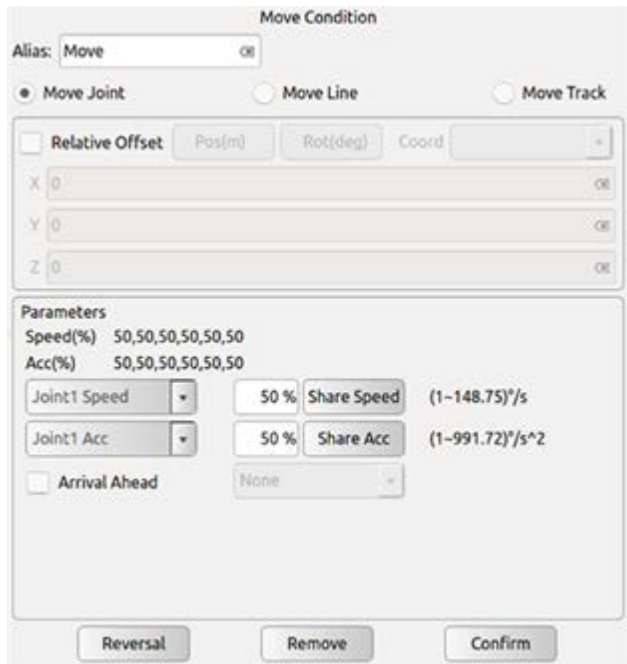 Move Condition
Alias: Move
Move Joint Move Line Move Track
Relative Offset Pos(m) Rot(deg) Coord
X 0
Y 0
Z 0
Parameters
Speed(%) 50,50,50,50,50,50
Acc(%) 50,50,50,50,50,50
Joint1 Speed 50 % Share Speed (1~148.75)°/s
Joint1 Acc 50 % Share Acc (1~991.72)°/s^2
Arrival Ahead None
Reversal Remove Confirm